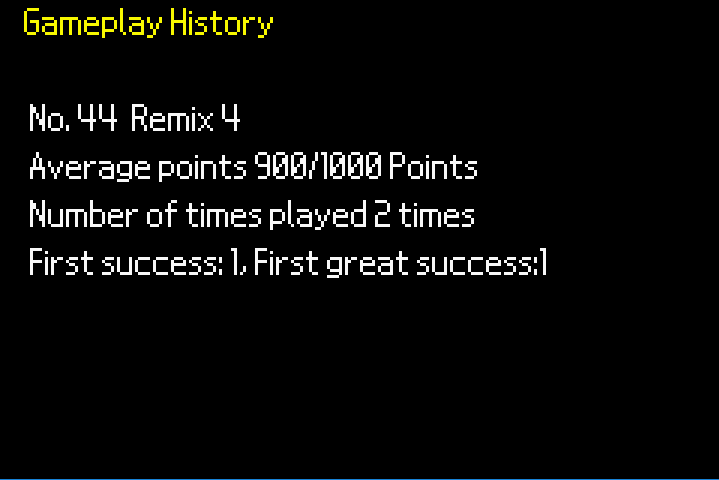 Gameplay History
No. 44 Remix 4
Average points 900/1000 Points
Number of times played 2 times
First success: 1, First great success:1